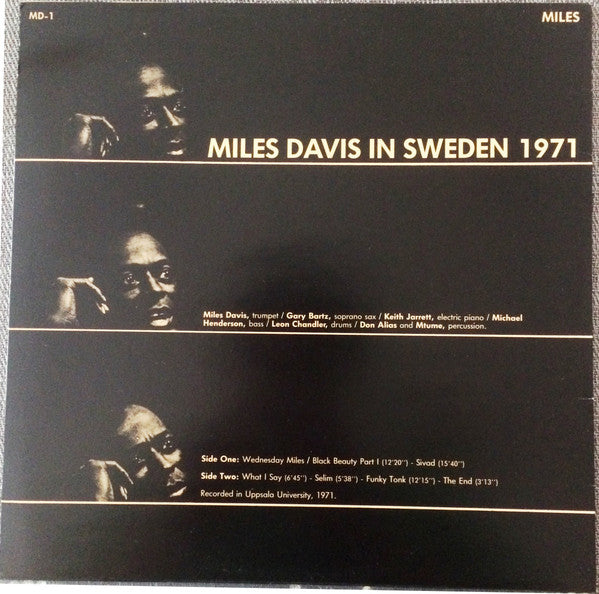 MD-1
MILES
MILES DAVIS IN SWEDEN 1971
Miles Davis, trumpet / Gary Bartz, soprano sax / Keith Jarrett, electric piano / Michael
Henderson, bass / Leon Chandler, drums / Don Alias and Mtume, percussion.
Side One: Wednesday Miles / Black Beauty Part I (12'20") - Sivad (15'40")
Side Two: What I Say (6'45") - Selim (5'38") - Funky Tonk (12'15") - The End (3'13")
Recorded in Uppsala University, 1971.